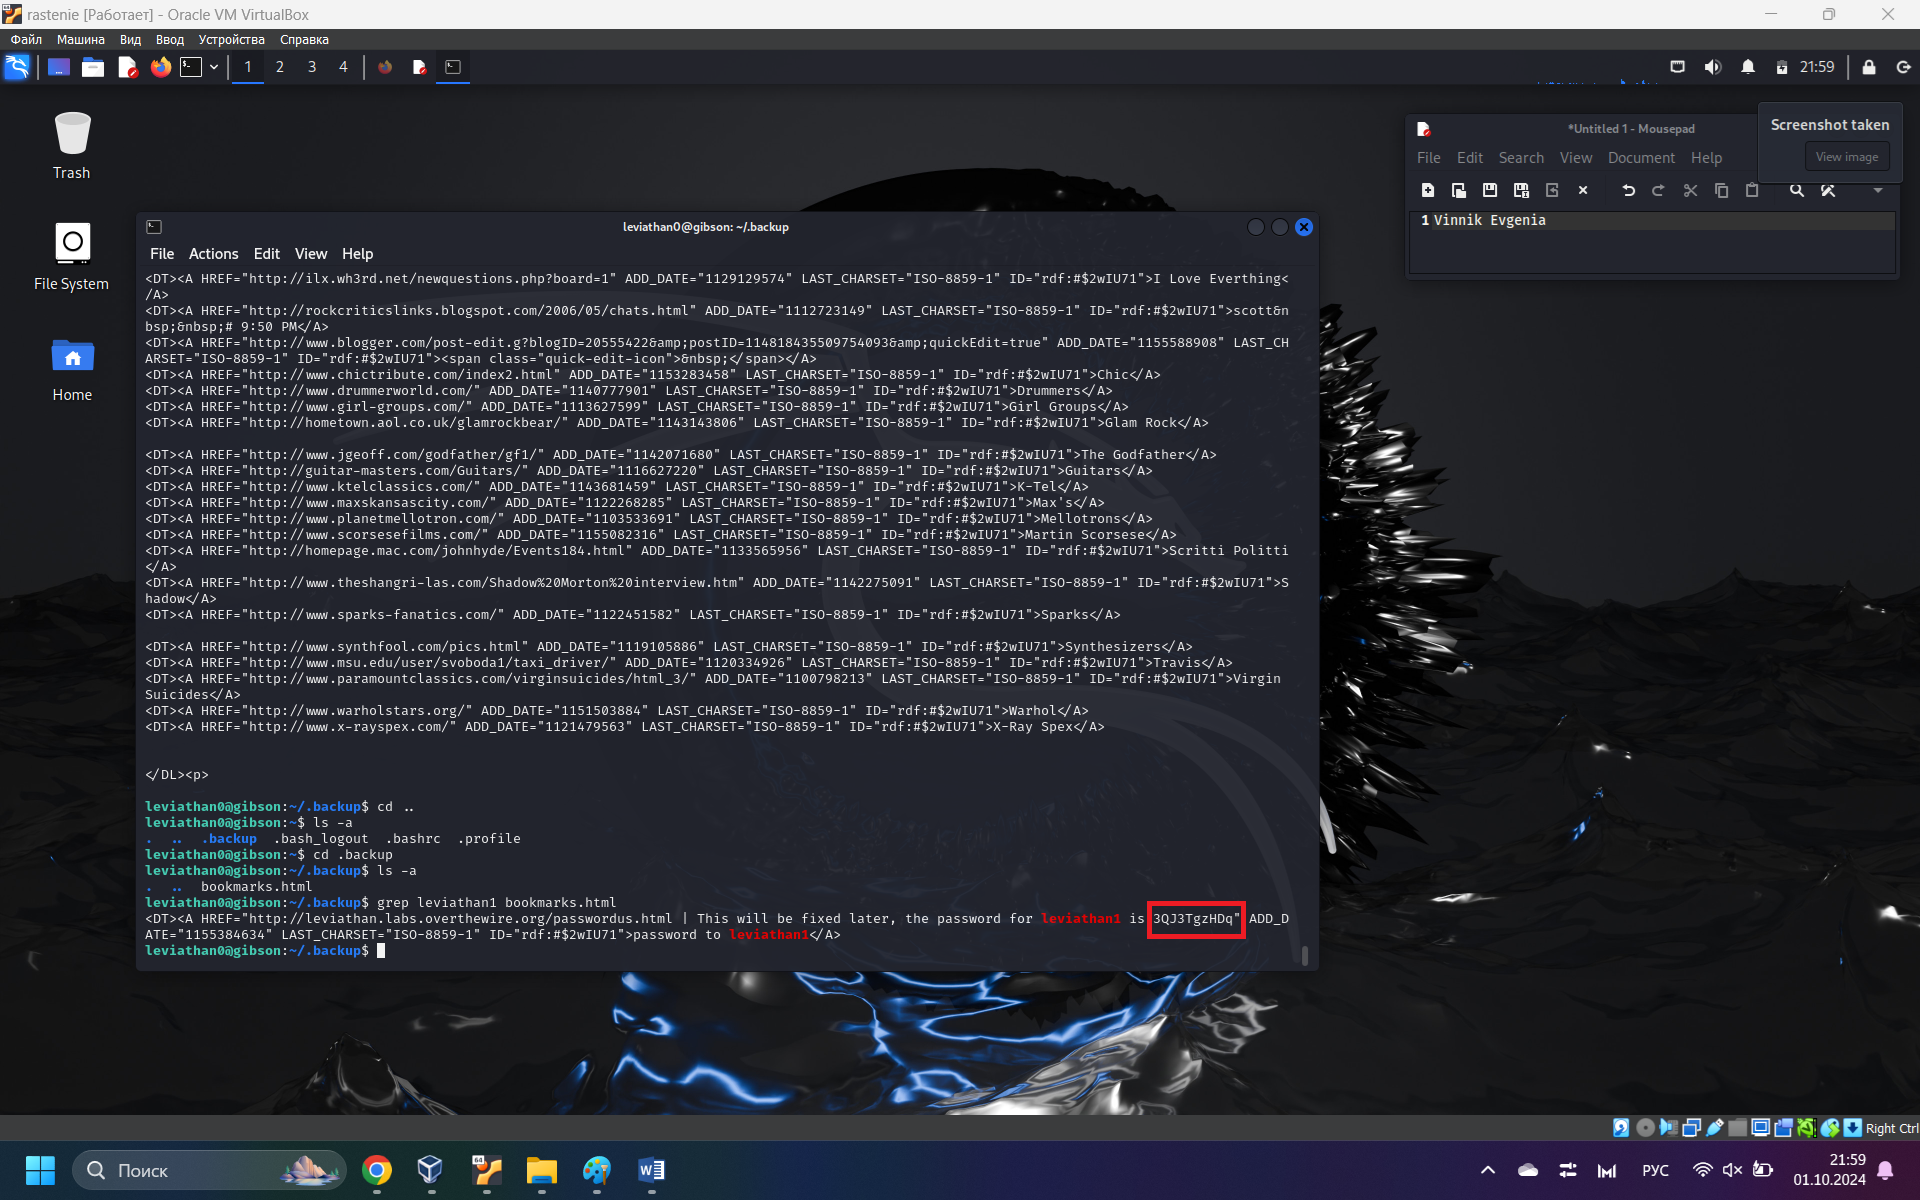 rastenie [Работает] - Oracle VM VirtualBox
Файл Машина Вид Ввод Устройства Справка
1 2 3 4 21:59
Trash
File System
Home
*Untitled 1 - Mousepad
File Edit Search View Document Help
Screenshot taken
View image
1 Vinnik Evgenia
leviathan0@gibson: ~/.backup
File Actions Edit View Help
<DT><A HREF="http://ilx.wh3rd.net/newquestions.php?board=1" ADD_DATE="1129129574" LAST_CHARSET="ISO-8859-1" ID="rdf:#$2wIU71">I Love Everthing<
/A>
<DT><A HREF="http://rockcriticslinks.blogspot.com/2006/05/chats.html" ADD_DATE="1112723149" LAST_CHARSET="ISO-8859-1" ID="rdf:#$2wIU71">scott&n
bsp;&nbsp;# 9:50 PM</A>
<DT><A HREF="http://www.blogger.com/post-edit.g?blogID=20555422&amp;postID=114818435509754093&amp;quickEdit=true" ADD_DATE="1155588908" LAST_CH
ARSET="ISO-8859-1" ID="rdf:#$2wIU71"><span class="quick-edit-icon">&nbsp;</span></A>
<DT><A HREF="http://www.chictribute.com/index2.html" ADD_DATE="1153283458" LAST_CHARSET="ISO-8859-1" ID="rdf:#$2wIU71">Chic</A>
<DT><A HREF="http://www.drummerworld.com/" ADD_DATE="1140777901" LAST_CHARSET="ISO-8859-1" ID="rdf:#$2wIU71">Drummers</A>
<DT><A HREF="http://www.girl-groups.com/" ADD_DATE="1113627599" LAST_CHARSET="ISO-8859-1" ID="rdf:#$2wIU71">Girl Groups</A>
<DT><A HREF="http://hometown.aol.co.uk/glamrockbear/" ADD_DATE="1143143806" LAST_CHARSET="ISO-8859-1" ID="rdf:#$2wIU71">Glam Rock</A>
<DT><A HREF="http://www.jgeoff.com/godfather/gf1/" ADD_DATE="1142071680" LAST_CHARSET="ISO-8859-1" ID="rdf:#$2wIU71">The Godfather</A>
<DT><A HREF="http://guitar-masters.com/Guitars/" ADD_DATE="1116627220" LAST_CHARSET="ISO-8859-1" ID="rdf:#$2wIU71">Guitars</A>
<DT><A HREF="http://www.ktelclassics.com/" ADD_DATE="1143681459" LAST_CHARSET="ISO-8859-1" ID="rdf:#$2wIU71">K-Tel</A>
<DT><A HREF="http://www.maxskansascity.com/" ADD_DATE="1122268285" LAST_CHARSET="ISO-8859-1" ID="rdf:#$2wIU71">Max's</A>
<DT><A HREF="http://www.planetmellotron.com/" ADD_DATE="1103533691" LAST_CHARSET="ISO-8859-1" ID="rdf:#$2wIU71">Mellotrons</A>
<DT><A HREF="http://www.scorsesefilms.com/" ADD_DATE="1155082316" LAST_CHARSET="ISO-8859-1" ID="rdf:#$2wIU71">Martin Scorsese</A>
<DT><A HREF="http://homepage.mac.com/johnhyde/Events184.html" ADD_DATE="1133565956" LAST_CHARSET="ISO-8859-1" ID="rdf:#$2wIU71">Scritti Politti
</A>
<DT><A HREF="http://www.theshangri-las.com/Shadow%20Morton%20interview.htm" ADD_DATE="1142275091" LAST_CHARSET="ISO-8859-1" ID="rdf:#$2wIU71">S
hadow</A>
<DT><A HREF="http://www.sparks-fanatics.com/" ADD_DATE="1122451582" LAST_CHARSET="ISO-8859-1" ID="rdf:#$2wIU71">Sparks</A>
<DT><A HREF="http://www.synthfool.com/pics.html" ADD_DATE="1119105886" LAST_CHARSET="ISO-8859-1" ID="rdf:#$2wIU71">Synthesizers</A>
<DT><A HREF="http://www.msu.edu/user/svoboda1/taxi_driver/" ADD_DATE="1120334926" LAST_CHARSET="ISO-8859-1" ID="rdf:#$2wIU71">Travis</A>
<DT><A HREF="http://www.paramountclassics.com/virginsuicides/html_3/" ADD_DATE="1100798213" LAST_CHARSET="ISO-8859-1" ID="rdf:#$2wIU71">Virgin
Suicides</A>
<DT><A HREF="http://www.warholstars.org/" ADD_DATE="1151503884" LAST_CHARSET="ISO-8859-1" ID="rdf:#$2wIU71">Warhol</A>
<DT><A HREF="http://www.x-rayspex.com/" ADD_DATE="1121479563" LAST_CHARSET="ISO-8859-1" ID="rdf:#$2wIU71">X-Ray Spex</A>
</DL><p>
leviathan0@gibson:~/.backup$ cd ..
leviathan0@gibson:~$ ls -a
. .. .backup .bash_logout .bashrc .profile
leviathan0@gibson:~$ cd .backup
leviathan0@gibson:~/.backup$ ls -a
. .. bookmarks.html
leviathan0@gibson:~/.backup$ grep leviathan1 bookmarks.html
<DT><A HREF="http://leviathan.labs.overthewire.org/passwordus.html | This will be fixed later, the password for leviathan1 is 3QJ3TgzHDq" ADD_D
ATE="1155384634" LAST_CHARSET="ISO-8859-1" ID="rdf:#$2wIU71">password to leviathan1</A>
leviathan0@gibson:~/.backup$
Right Ctrl
Поиск
64
РУС
21:59
01.10.2024